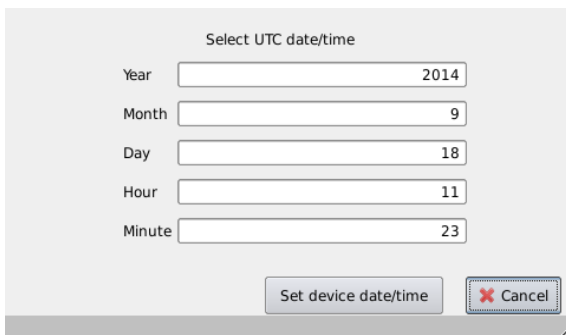 Select UTC date/time
Year 2014
Month 9
Day 18
Hour 11
Minute 23
Set device date/time Cancel